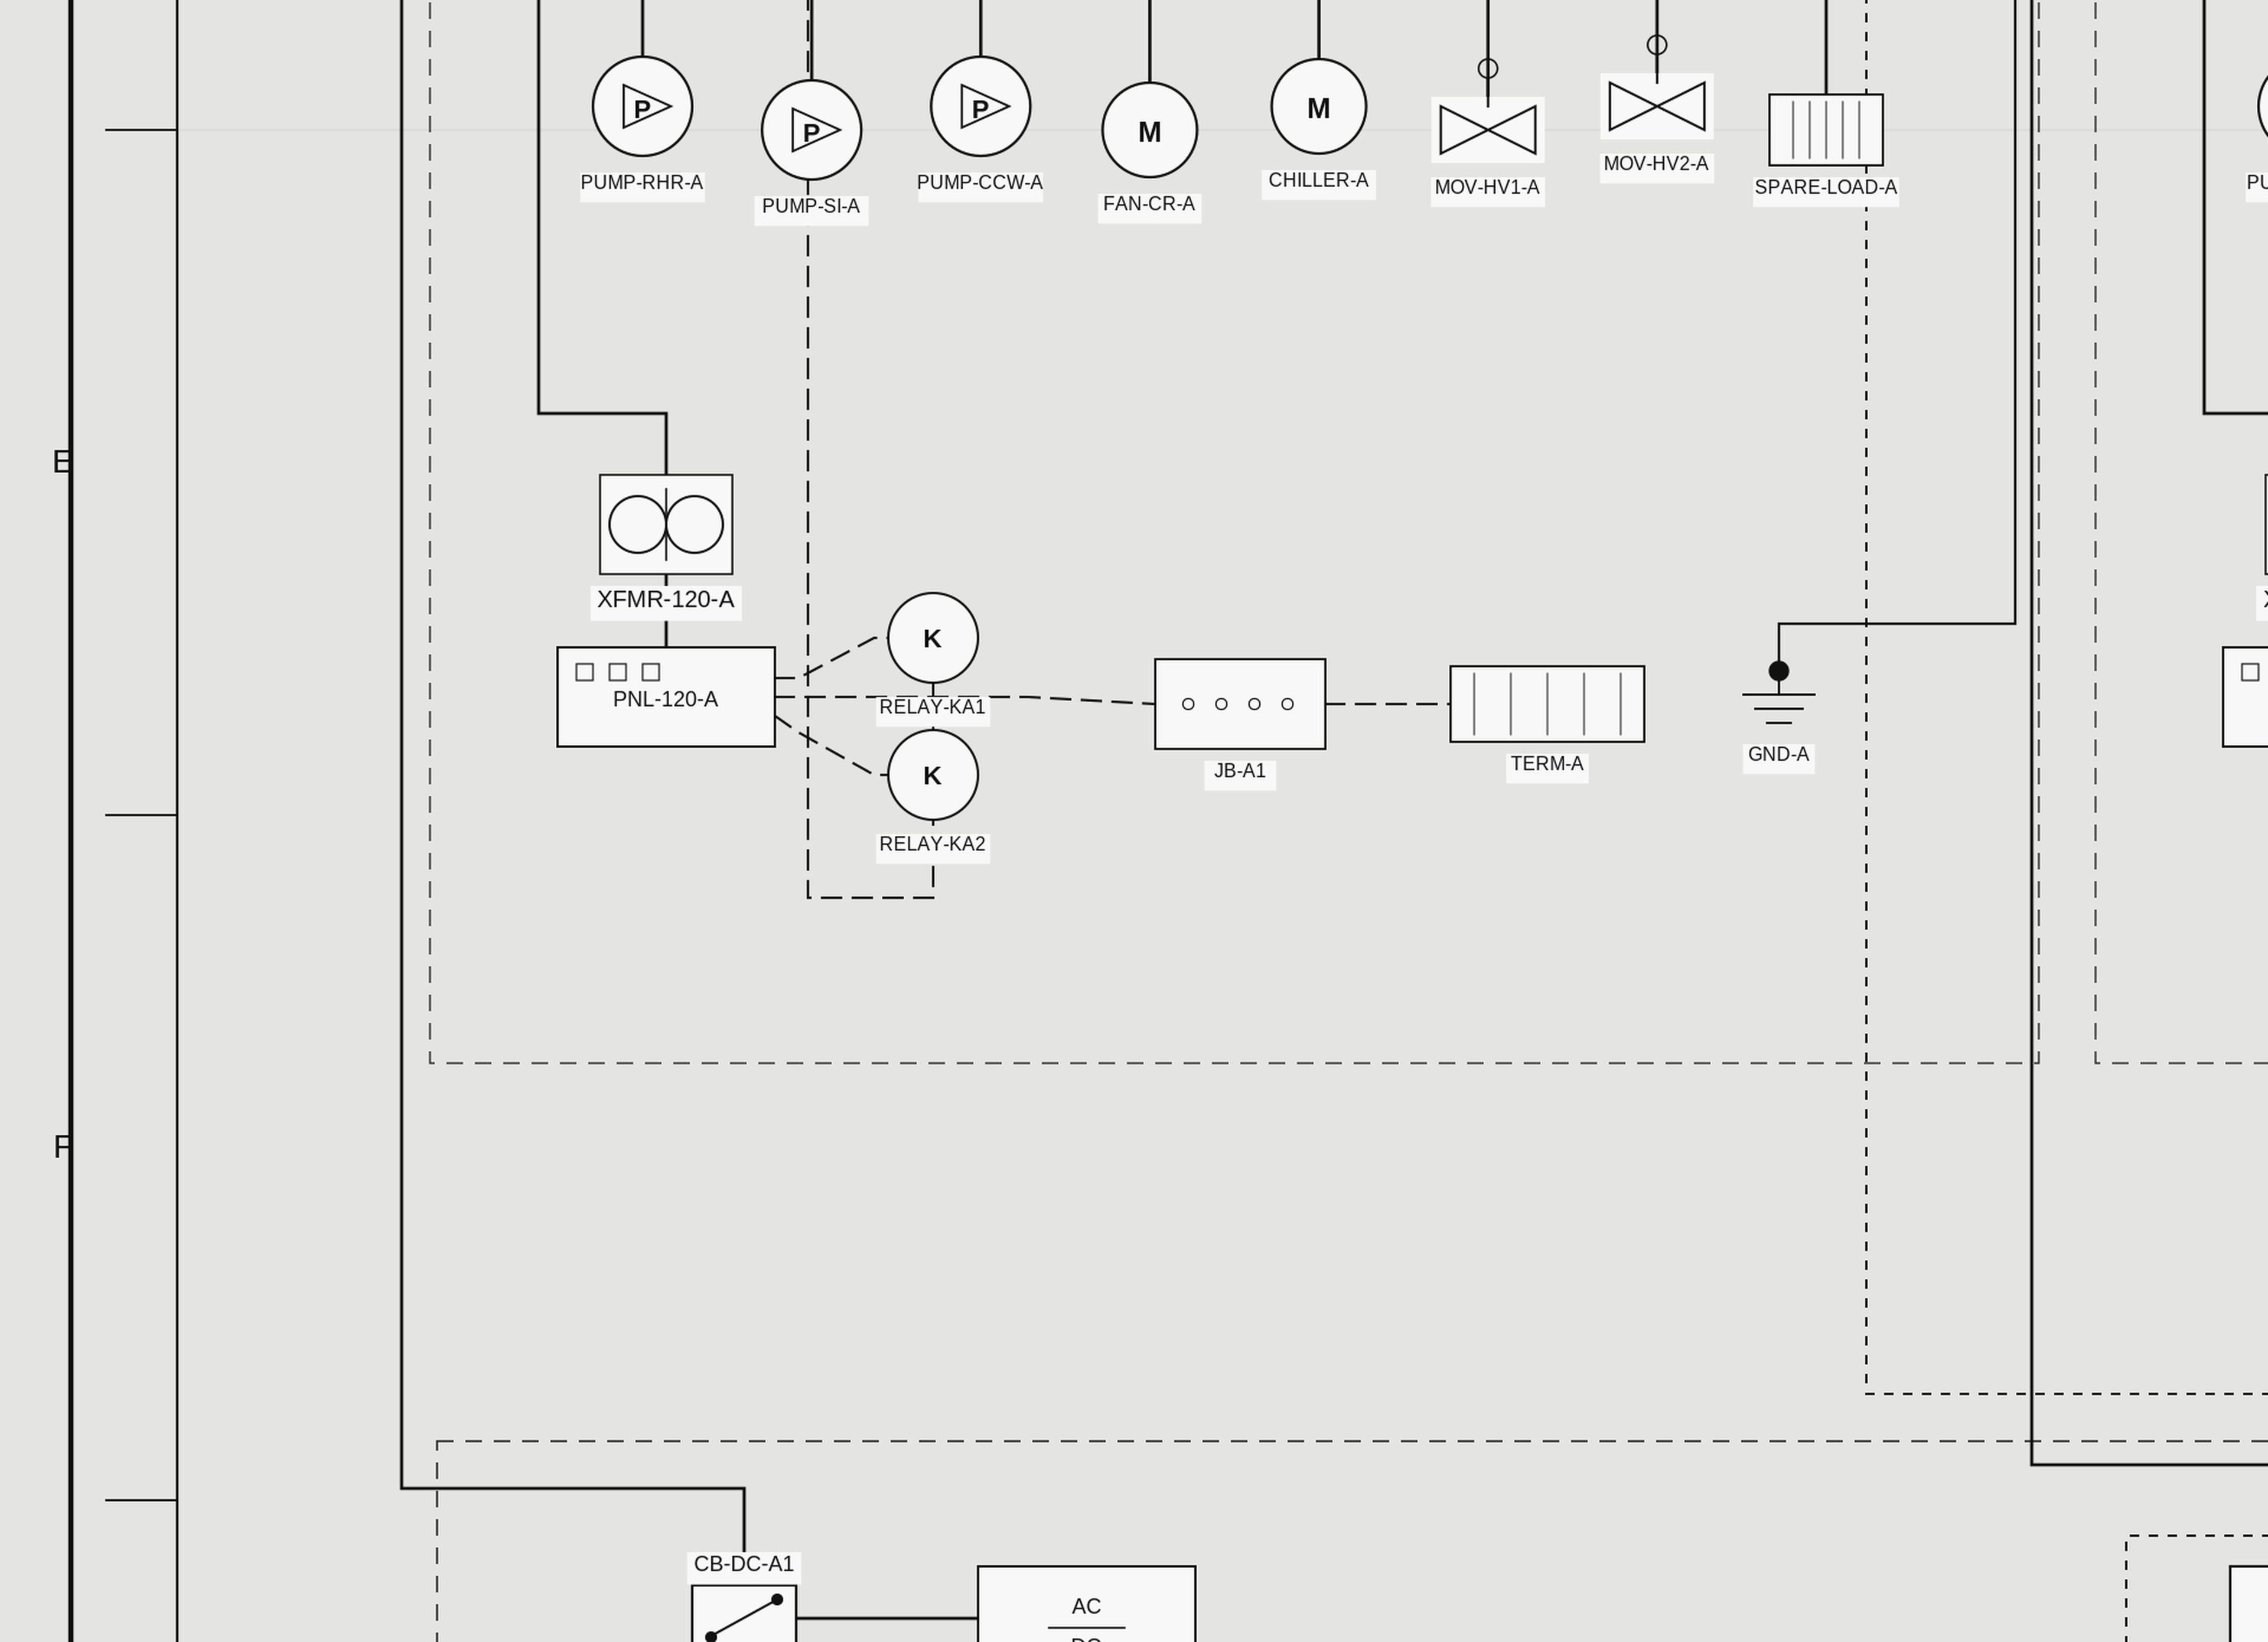 P
P
P
M
M
PUMP-RHR-A
PUMP-SI-A
PUMP-CCW-A
FAN-CR-A
CHILLER-A
MOV-HV1-A
MOV-HV2-A
SPARE-LOAD-A
PU
E
XFMR-120-A
PNL-120-A
K
RELAY-KA1
K
RELAY-KA2
JB-A1
TERM-A
GND-A
F
CB-DC-A1
AC